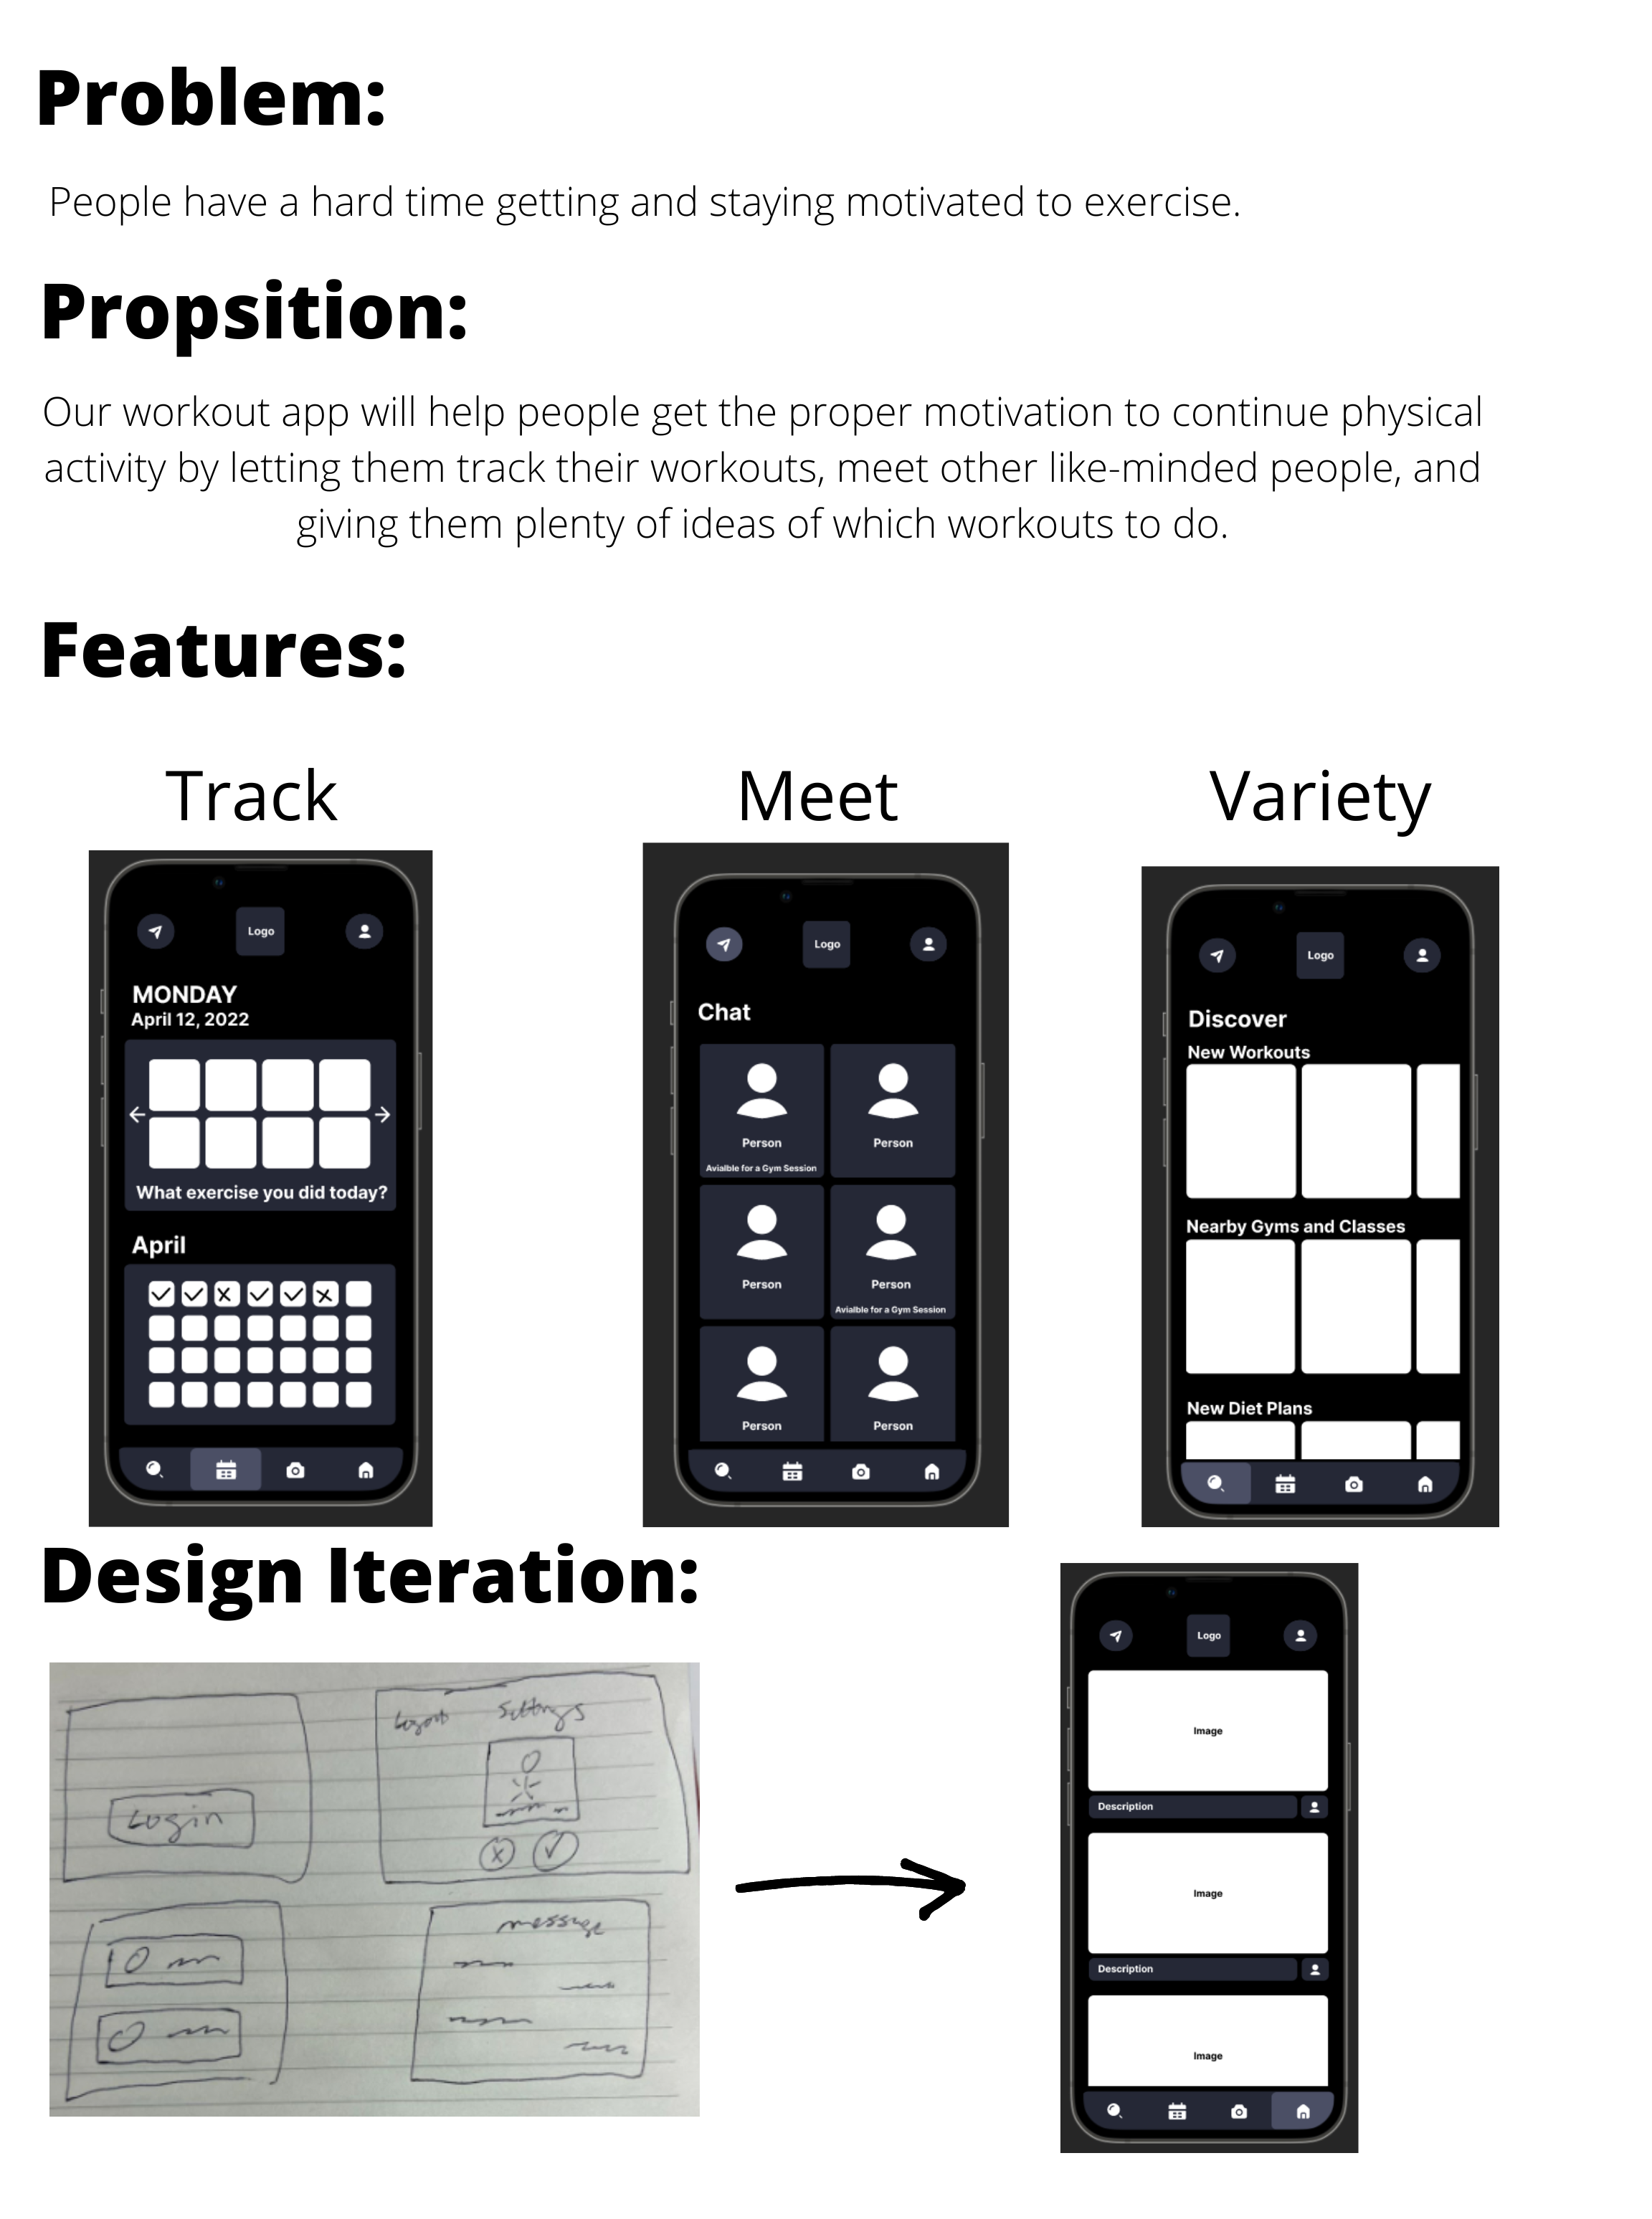 Problem:
People have a hard time getting and staying motivated to exercise.
Propsition:
Our workout app will help people get the proper motivation to continue physical
activity by letting them track their workouts, meet other like-minded people, and
giving them plenty of ideas of which workouts to do.
Features:
Track
Logo
MONDAY
April 12, 2022
What exercise you did today?
April
Meet
Logo
Chat
Person
Avialble for a Gym Session
Person
Person
Person
Avialble for a Gym Session
Person
Person
Variety
Logo
Discover
New Workouts
Nearby Gyms and Classes
New Diet Plans
Design Iteration:
Login
Logout Settings
message
Logo
Image
Description
Image
Description
Image